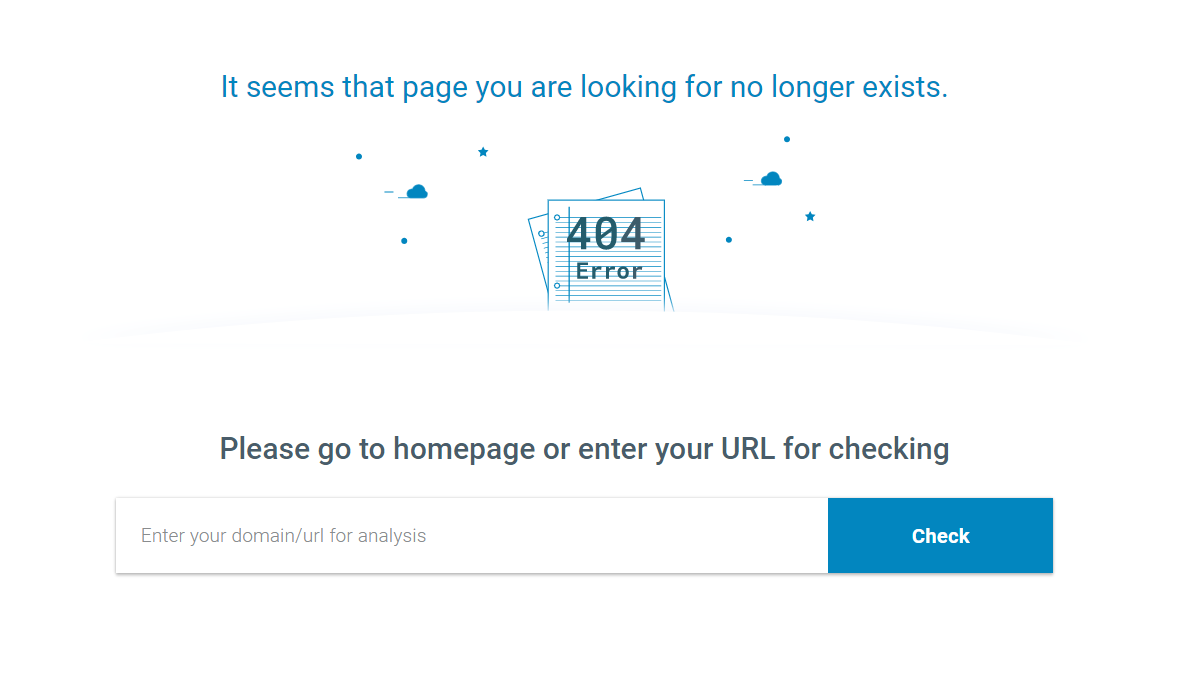 It seems that page you are looking for no longer exists.
404
Error
Please go to homepage or enter your URL for checking
Enter your domain/url for analysis
Check